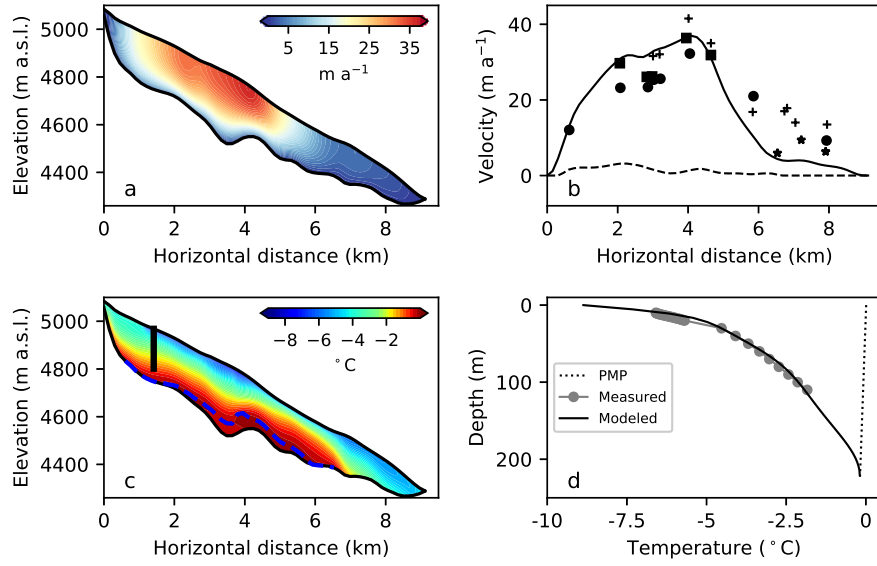 5000
4800
4600
4400
Elevation (m a.s.l.)
5 15 25 35
m a⁻¹
a
0 2 4 6 8
Horizontal distance (km)
60
40
20
0
Velocity (m a⁻¹)
b
0 2 4 6 8
Horizontal distance (km)
5000
4800
4600
4400
Elevation (m a.s.l.)
−8 −6 −4 −2
°C
c
0 2 4 6 8
Horizontal distance (km)
0
100
200
Depth (m)
PMP
Measured
Modeled
d
-10 -7.5 -5 -2.5 0
Temperature (°C)